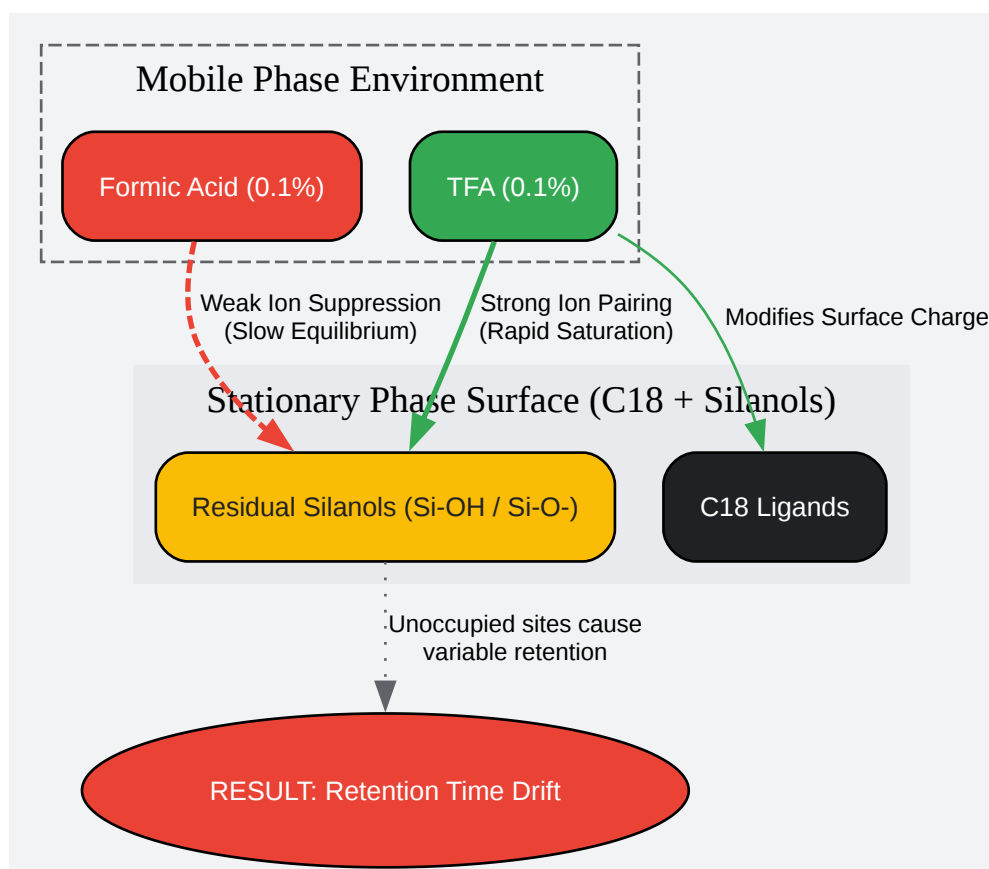 Mobile Phase Environment
Formic Acid (0.1%)
TFA (0.1%)
Weak Ion Suppression
(Slow Equilibrium)
Strong Ion Pairing
(Rapid Saturation)
Modifies Surface Charge
Stationary Phase Surface (C18 + Silanols)
Residual Silanols (Si-OH / Si-O-)
C18 Ligands
Unoccupied sites cause
variable retention
RESULT: Retention Time Drift